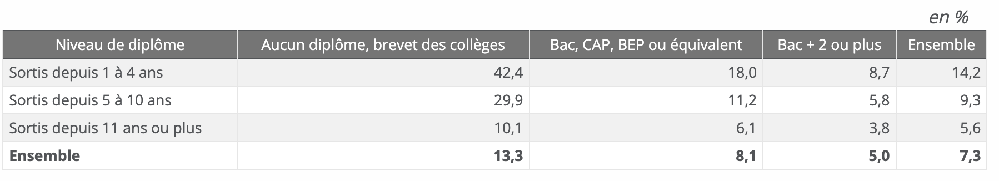 en %
Niveau de diplôme Aucun diplôme, brevet des collèges Bac, CAP, BEP ou équivalent Bac + 2 ou plus Ensemble
Sortis depuis 1 à 4 ans 42,4 18,0 8,7 14,2
Sortis depuis 5 à 10 ans 29,9 11,2 5,8 9,3
Sortis depuis 11 ans ou plus 10,1 6,1 3,8 5,6
Ensemble 13,3 8,1 5,0 7,3